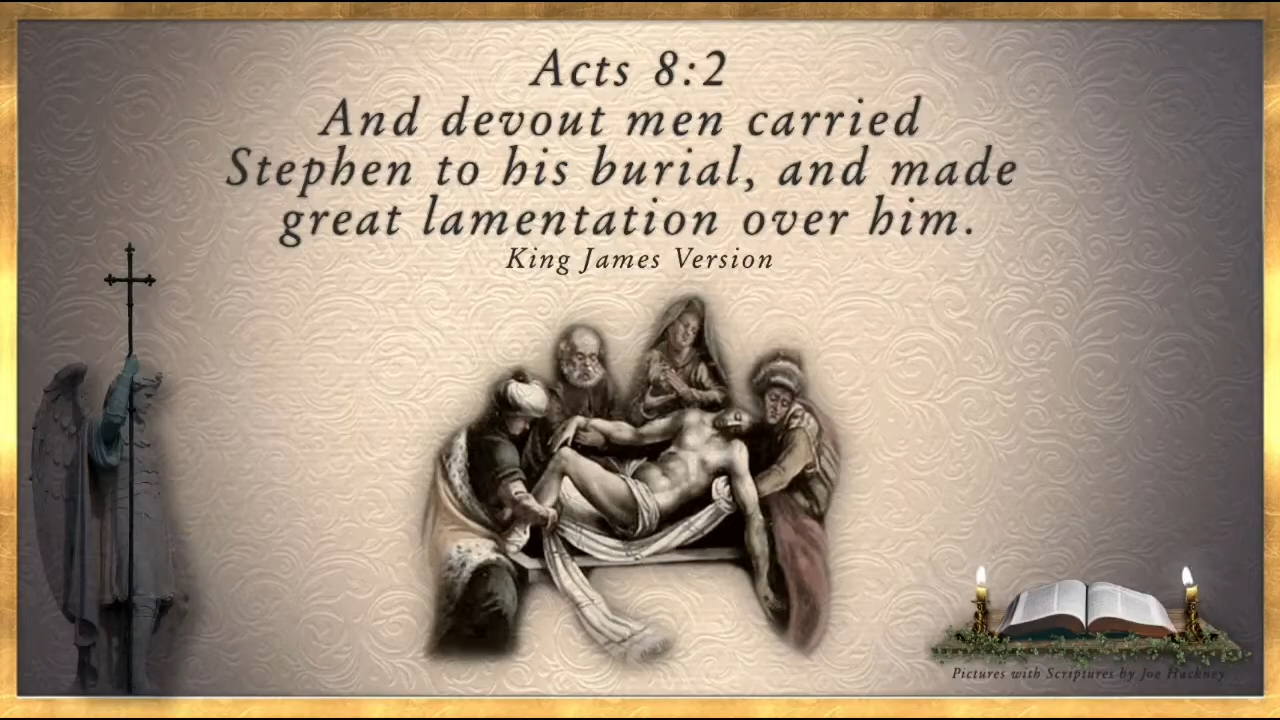 Acts 8:2
And devout men carried
Stephen to his burial, and made
great lamentation over him.
King James Version
Pictures with Scriptures by Joe Hackney